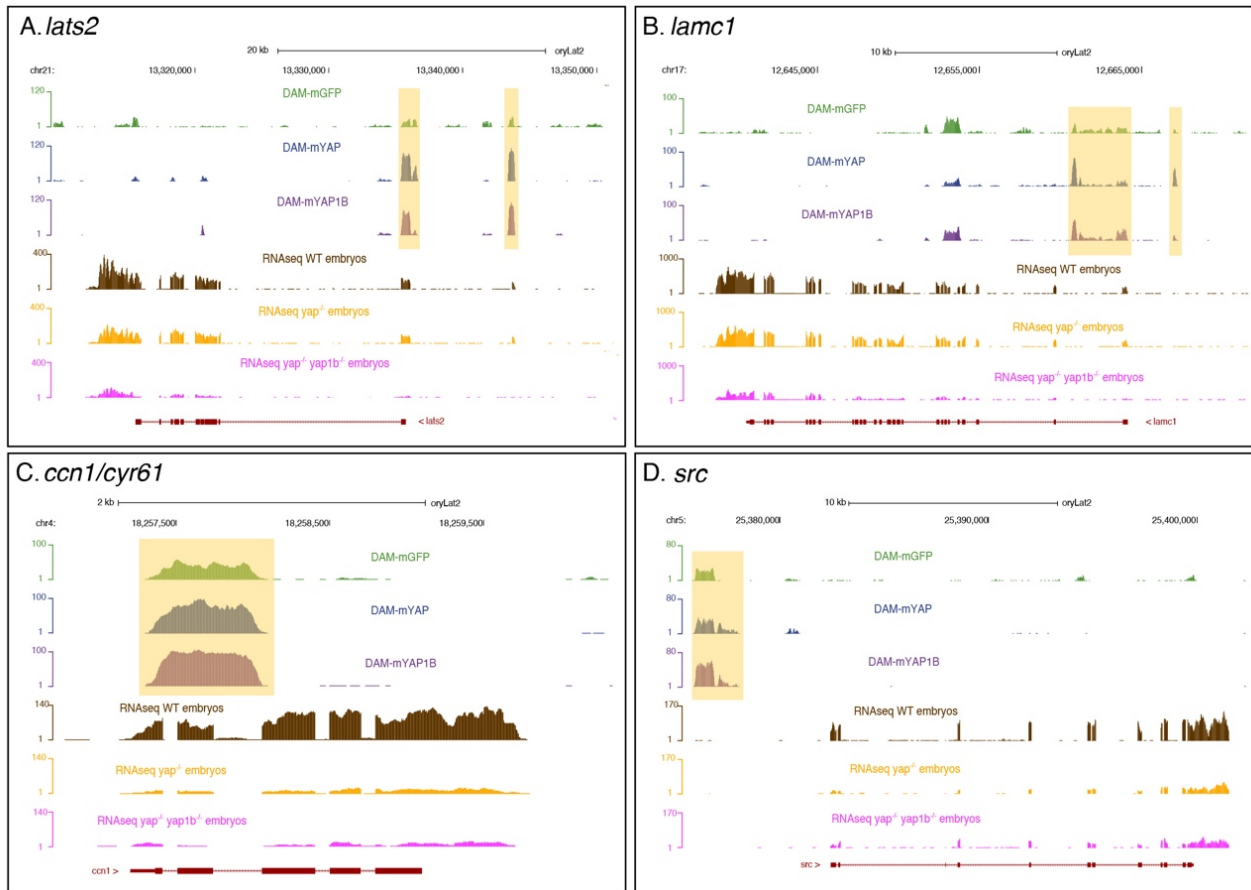 A. lats2
20 kb oryLat2
chr21: 13,320,000 13,330,000 13,340,000 13,350,000
120 DAM-mGFP
1
120 DAM-mYAP
1
120 DAM-mYAP1B
1
400 RNAseq WT embryos
1
400 RNAseq yap-/- embryos
1
400 RNAseq yap-/- yap1b-/- embryos
1
< lats2
B. lamc1
10 kb oryLat2
chr17: 12,645,000 12,655,000 12,665,000
100 DAM-mGFP
1
100 DAM-mYAP
1
100 DAM-mYAP1B
1
1000 RNAseq WT embryos
1
1000 RNAseq yap-/- embryos
1
1000 RNAseq yap-/- yap1b-/- embryos
1
< lamc1
C. ccn1/cyr61
2 kb oryLat2
chr4: 18,257,500 18,258,500 18,259,500
100 DAM-mGFP
1
100 DAM-mYAP
1
100 DAM-mYAP1B
1
140 RNAseq WT embryos
1
140 RNAseq yap-/- embryos
1
140 RNAseq yap-/- yap1b-/- embryos
1
ccn1 >
D. src
10 kb oryLat2
chr5: 25,380,000 25,390,000 25,400,000
80 DAM-mGFP
1
80 DAM-mYAP
1
80 DAM-mYAP1B
1
170 RNAseq WT embryos
1
170 RNAseq yap-/- embryos
1
170 RNAseq yap-/- yap1b-/- embryos
1
src >